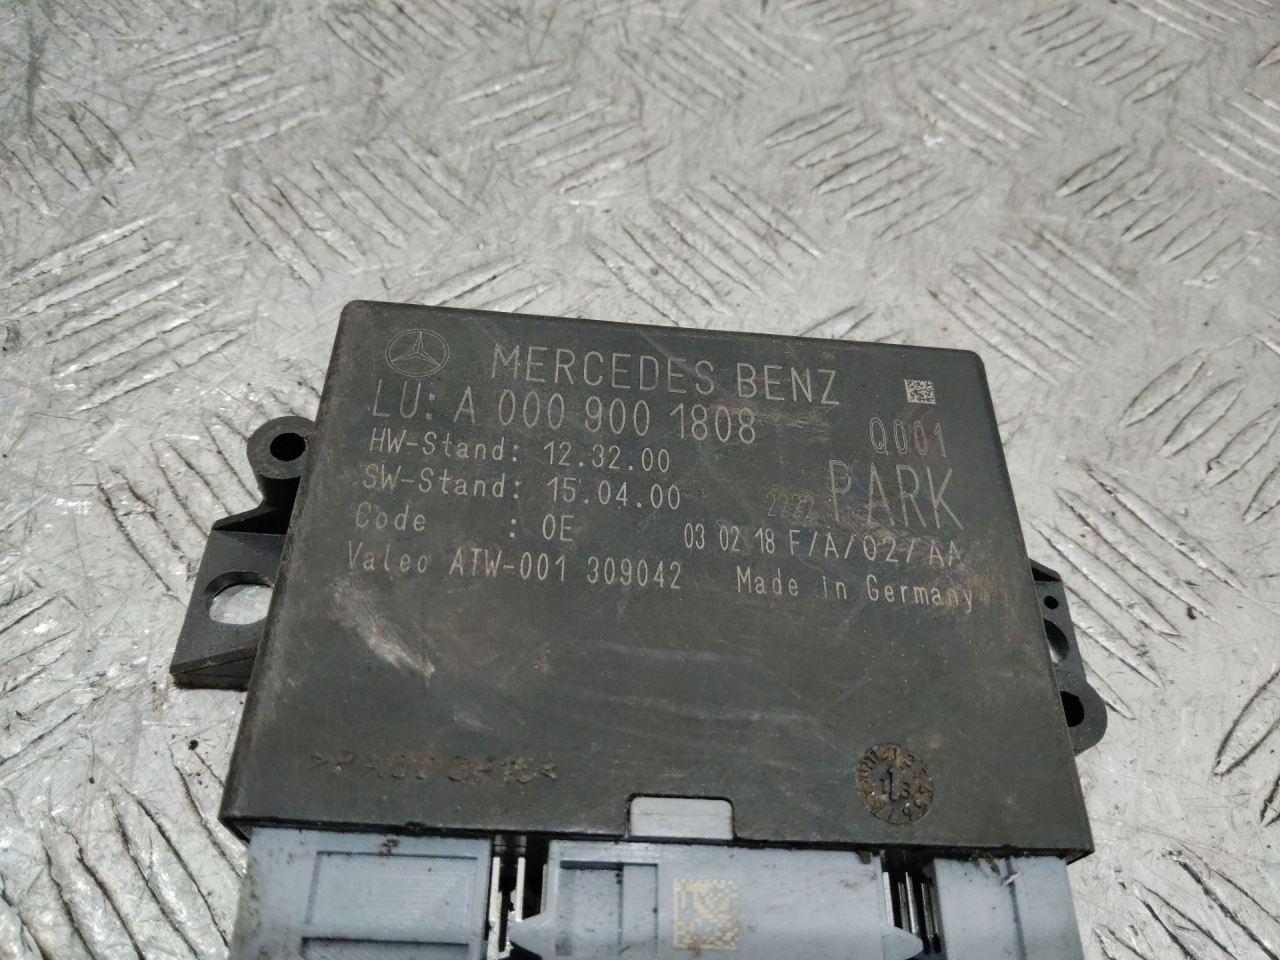 MERCEDES BENZ
LU: A 000 900 1808 Q001
HW-Stand: 12.32.00
SW-Stand: 15.04.00 2222 PARK
Code : 0E 03 02 18 F/A/02/AA
Valeo ATW-001 309042 Made in Germany